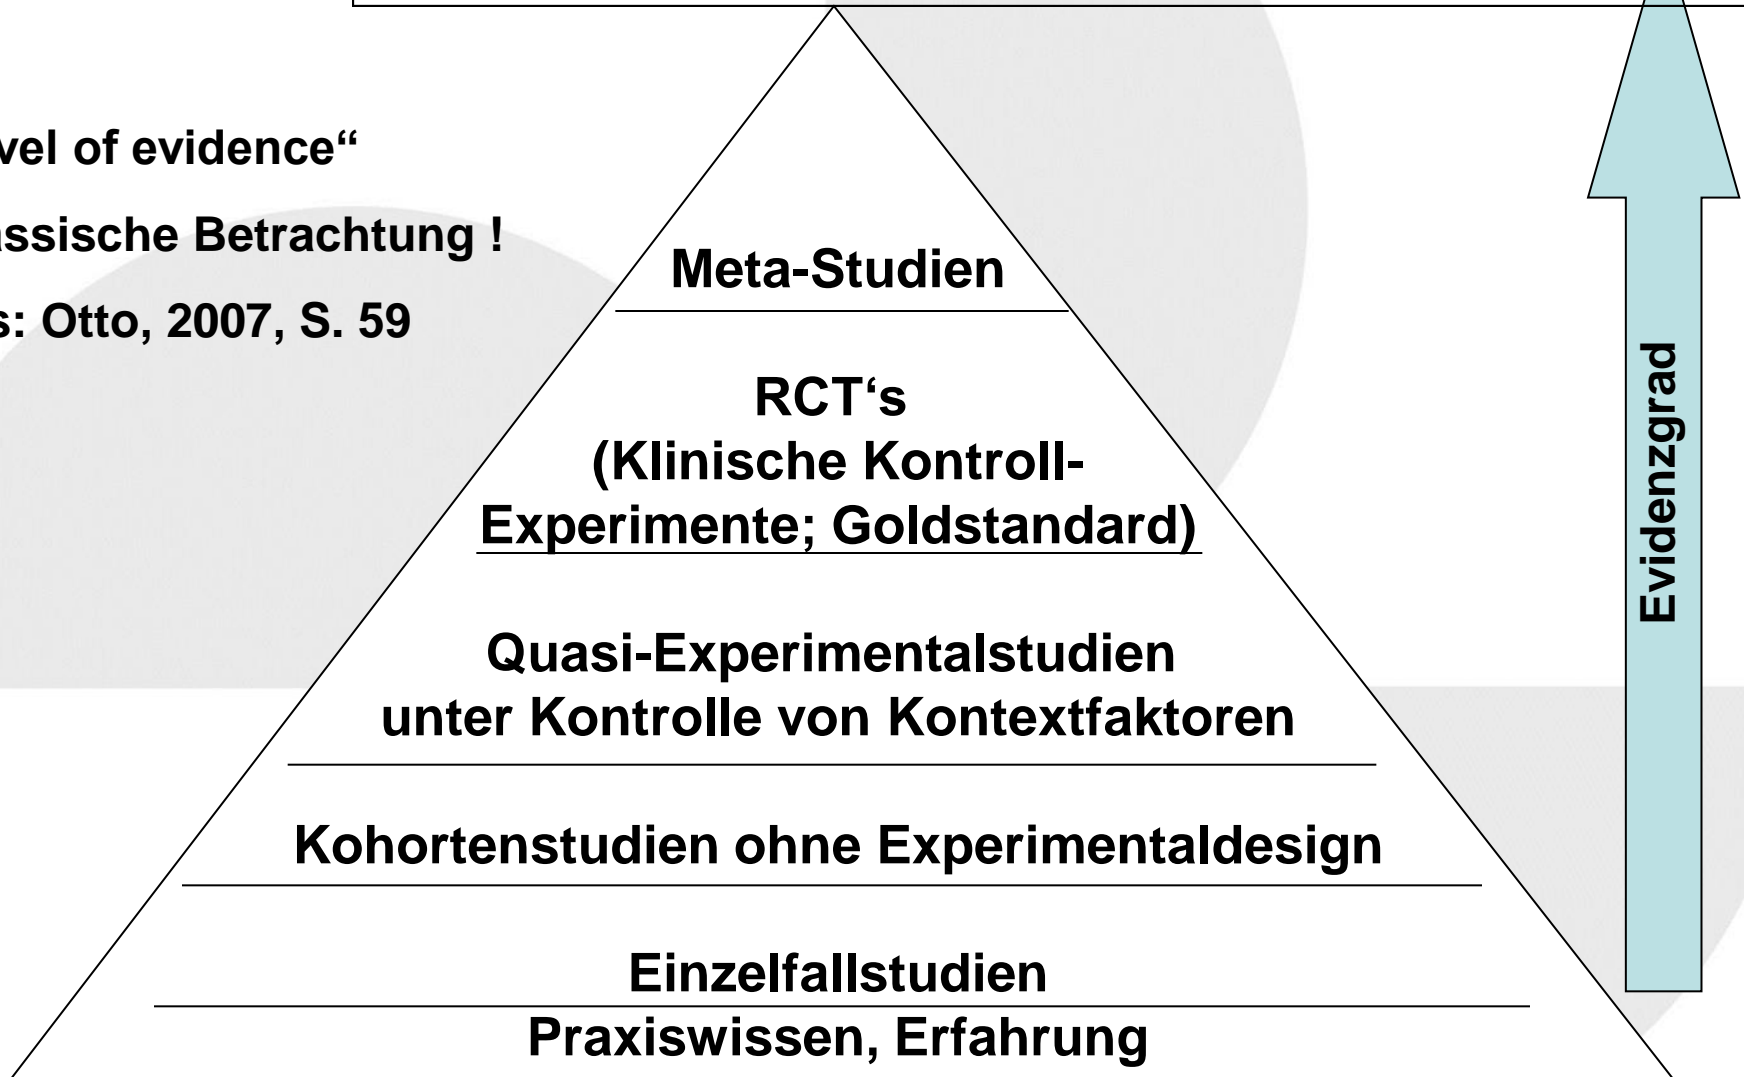 vel of evidence“
assische Betrachtung !
s: Otto, 2007, S. 59
Meta-Studien
RCT‘s
(Klinische Kontroll-
Experimente; Goldstandard)
Quasi-Experimentalstudien
unter Kontrolle von Kontextfaktoren
Kohortenstudien ohne Experimentaldesign
Einzelfallstudien
Praxiswissen, Erfahrung
Evidenzgrad